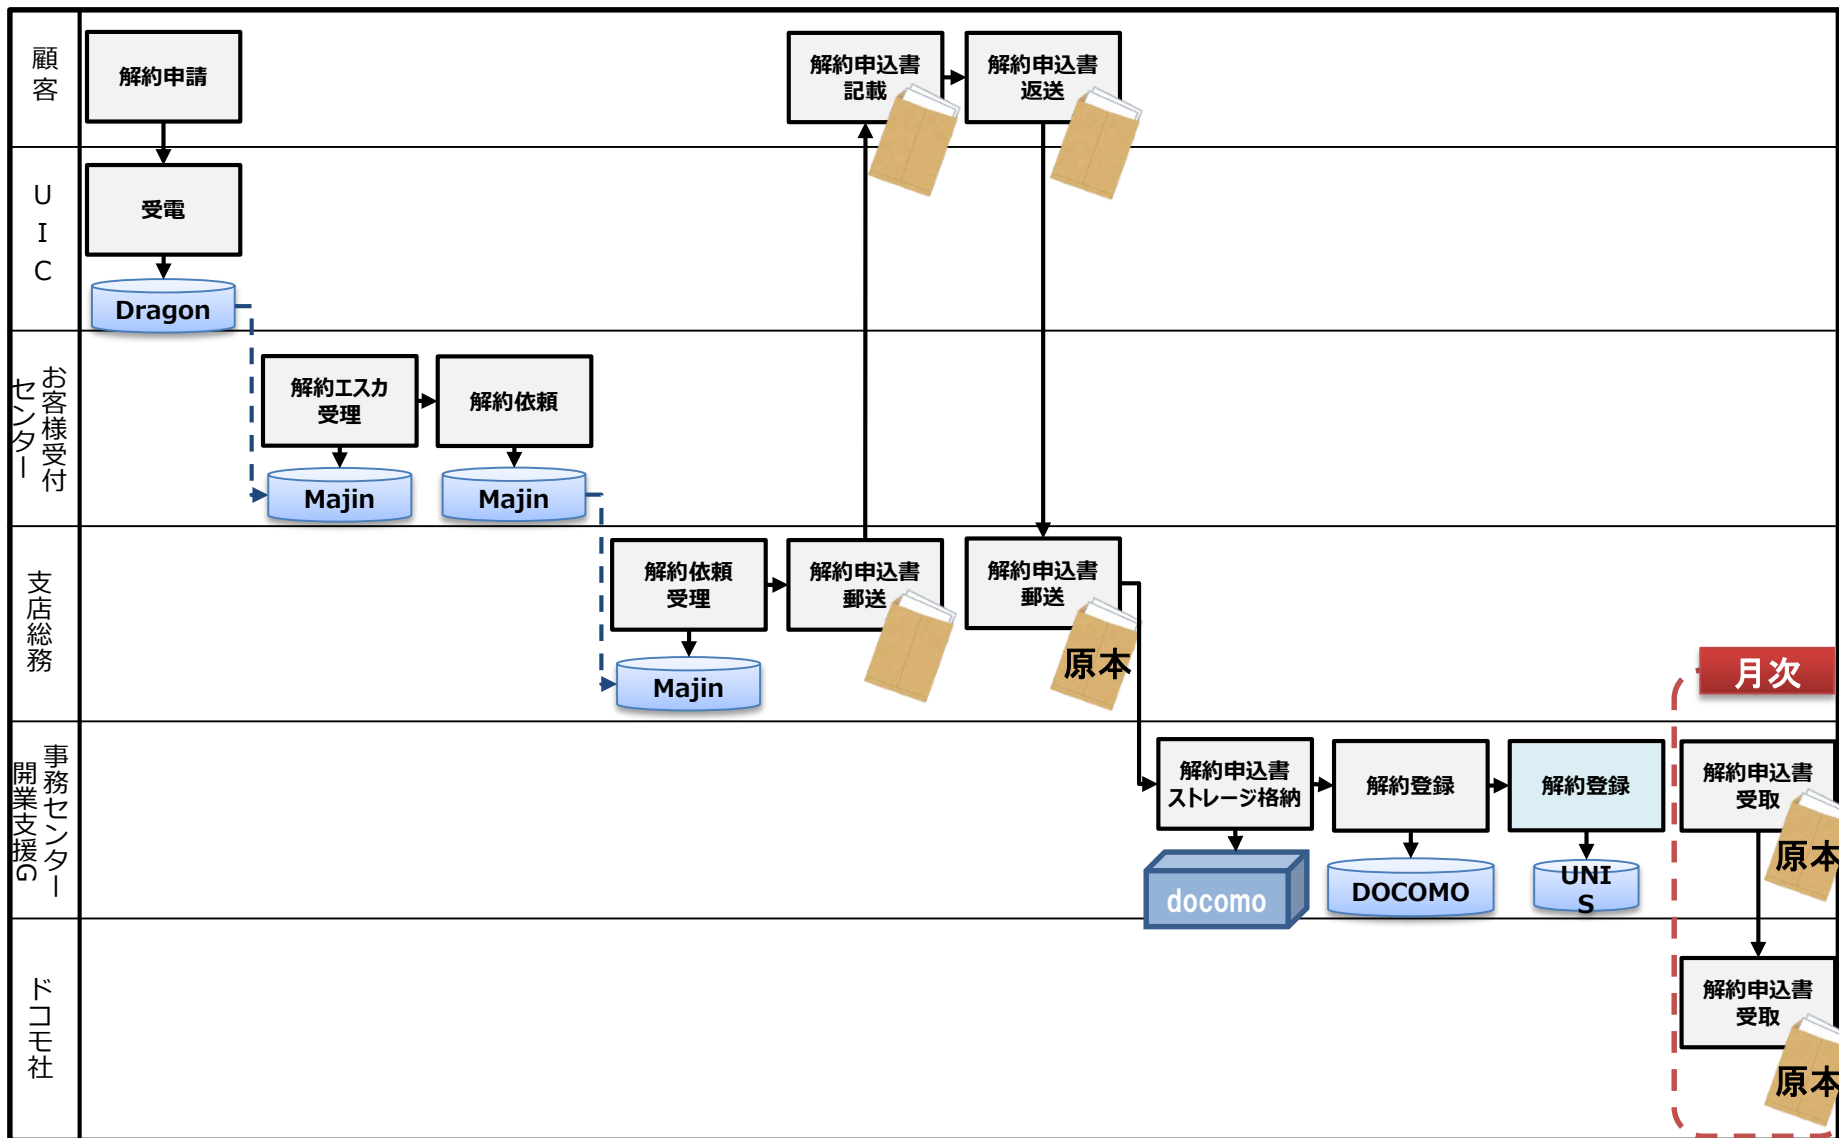 顧客
解約申請
解約申込書
記載
解約申込書
返送
UIC
受電
Dragon
お客様受付
センター
解約エスカ
受理
解約依頼
Majin
Majin
支店総務
解約依頼
受理
解約申込書
郵送
解約申込書
郵送
原本
Majin
月次
事務センター
開業支援G
解約申込書
ストレージ格納
解約登録
解約登録
解約申込書
受取
原本
docomo
DOCOMO
UNI
S
ドコモ社
解約申込書
受取
原本